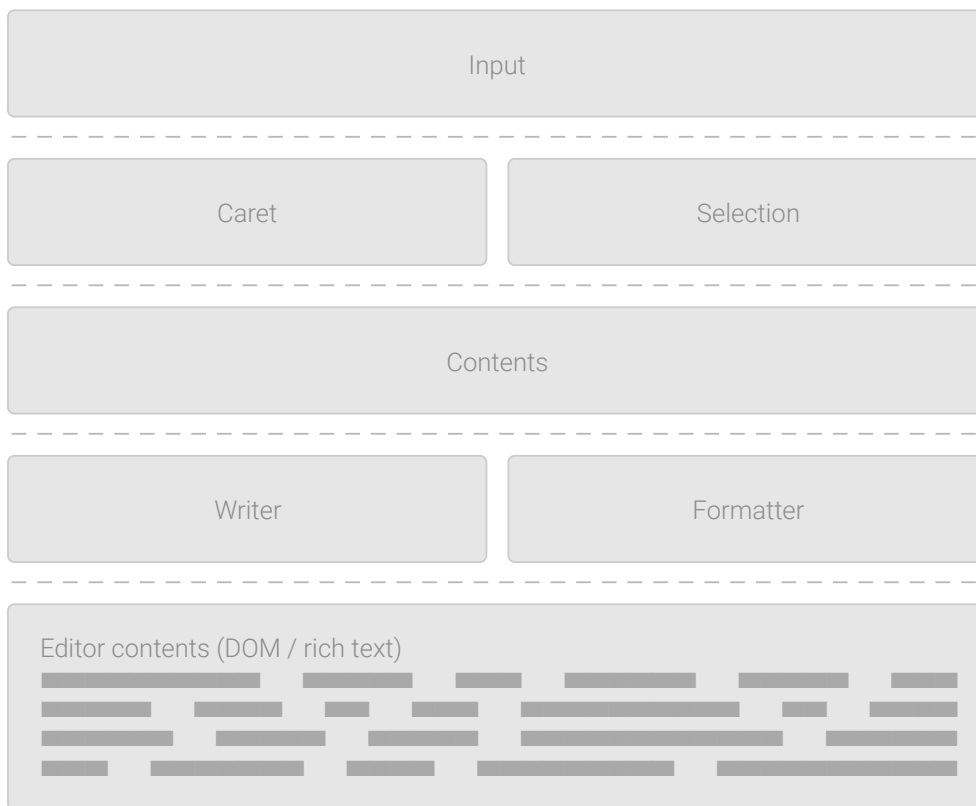 Input
Caret
Selection
Contents
Writer
Formatter
Editor contents (DOM / rich text)